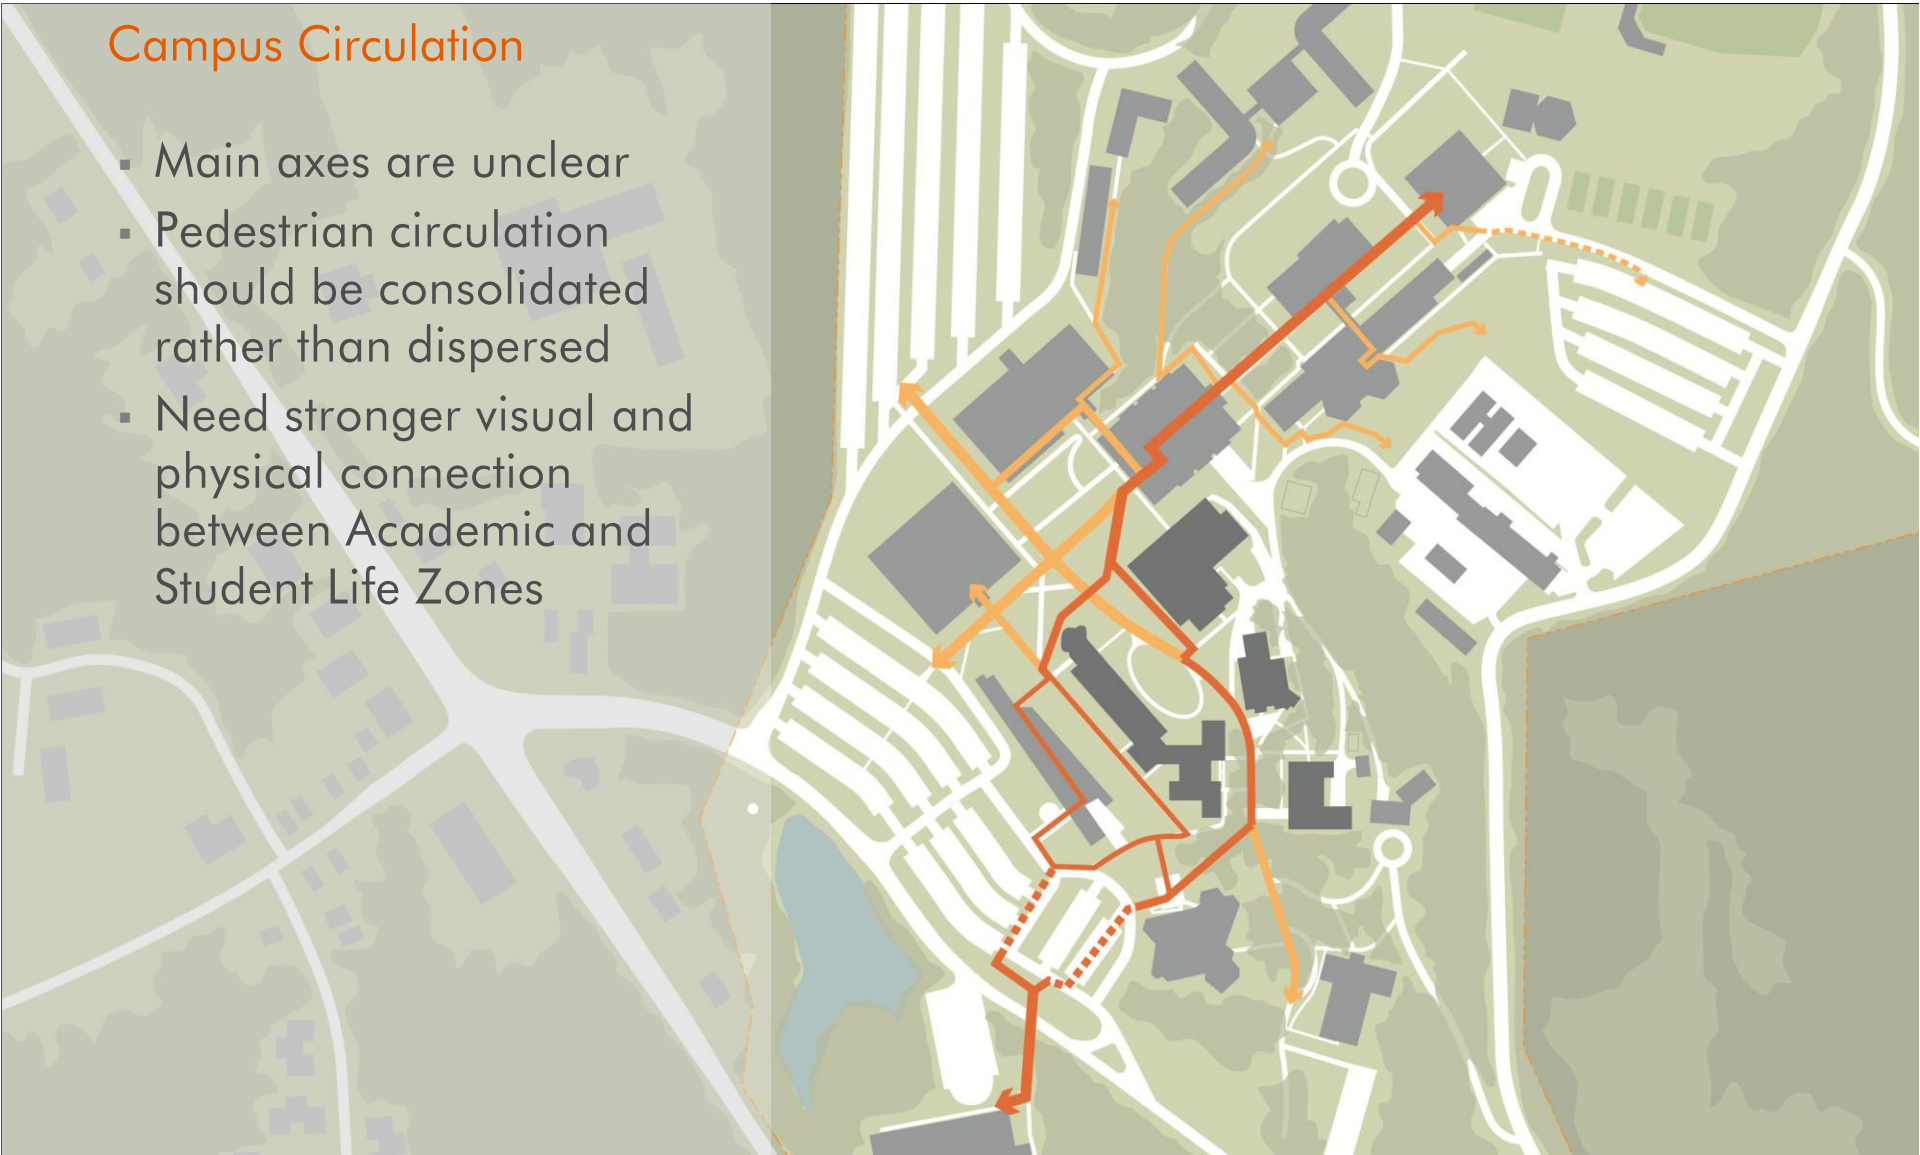 Campus Circulation
▪ Main axes are unclear
▪ Pedestrian circulation
should be consolidated
rather than dispersed
▪ Need stronger visual and
physical connection
between Academic and
Student Life Zones